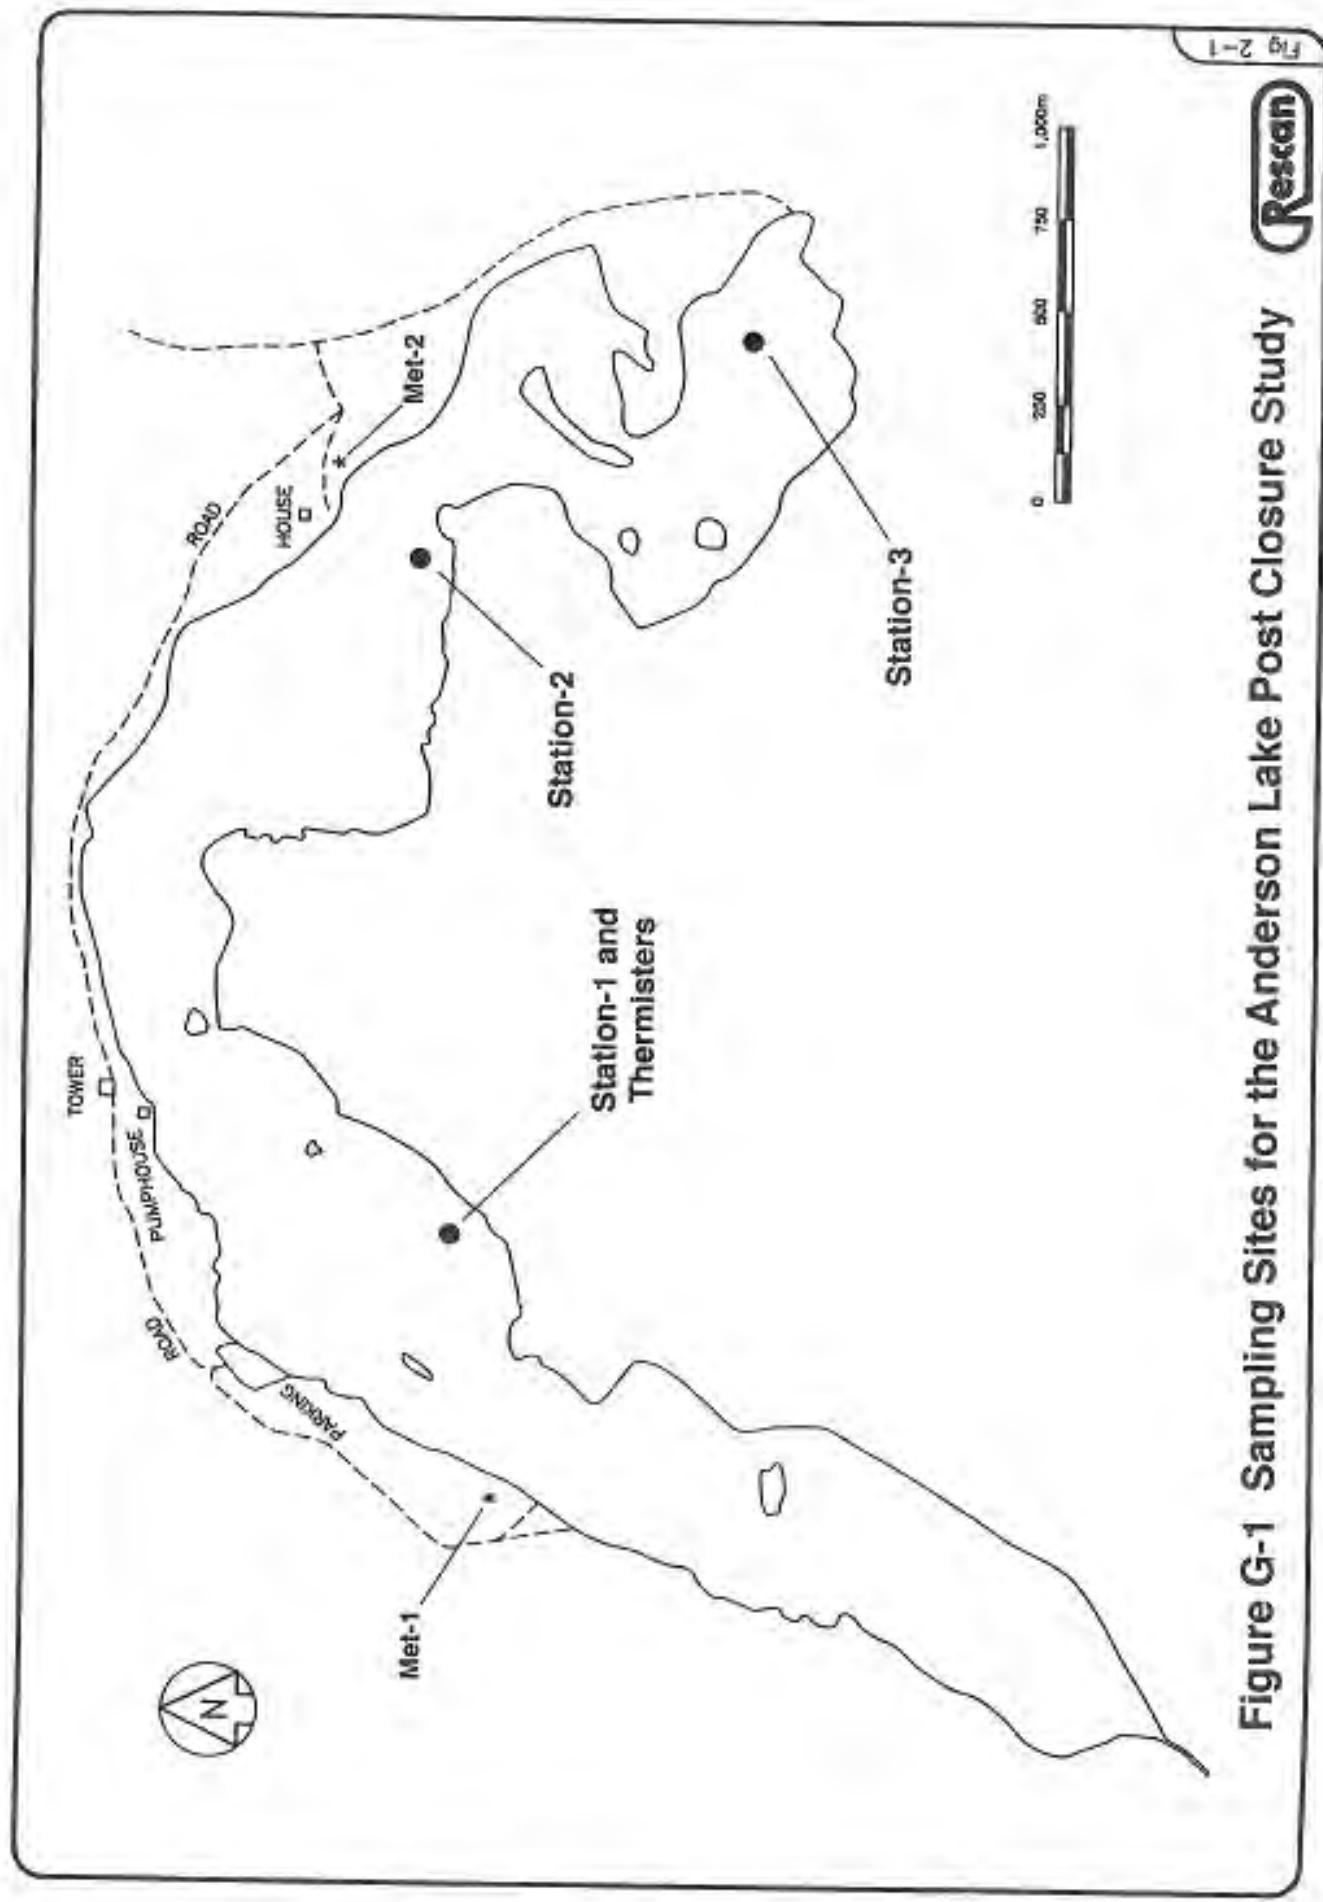 Fig 2-1
TOWER
PUMPHOUSE
ROAD
PARKING
Met-1
ROAD
HOUSE
Met-2
Station-2
Station-1 and
Thermisters
Station-3
N
0 250 500 750 1,000m
Figure G-1 Sampling Sites for the Anderson Lake Post Closure Study
Rescan